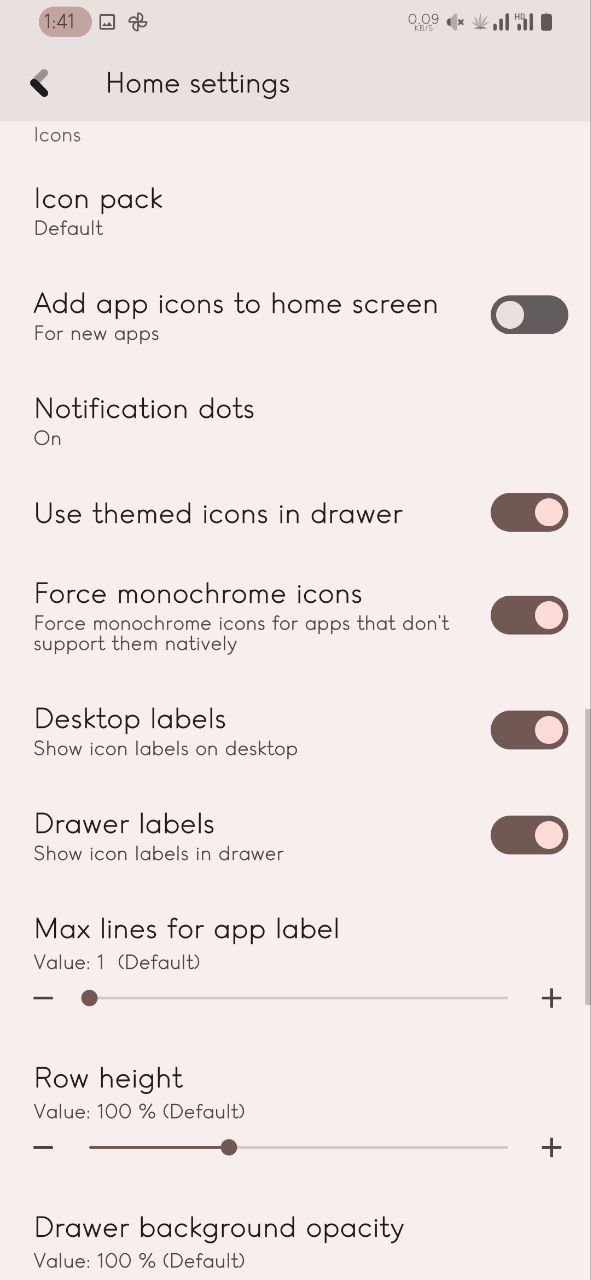 1:41
0.09
KB/S
HD
Home settings
Icons
Icon pack
Default
Add app icons to home screen
For new apps
Notification dots
On
Use themed icons in drawer
Force monochrome icons
Force monochrome icons for apps that don't
support them natively
Desktop labels
Show icon labels on desktop
Drawer labels
Show icon labels in drawer
Max lines for app label
Value: 1 (Default)
Row height
Value: 100 % (Default)
Drawer background opacity
Value: 100 % (Default)